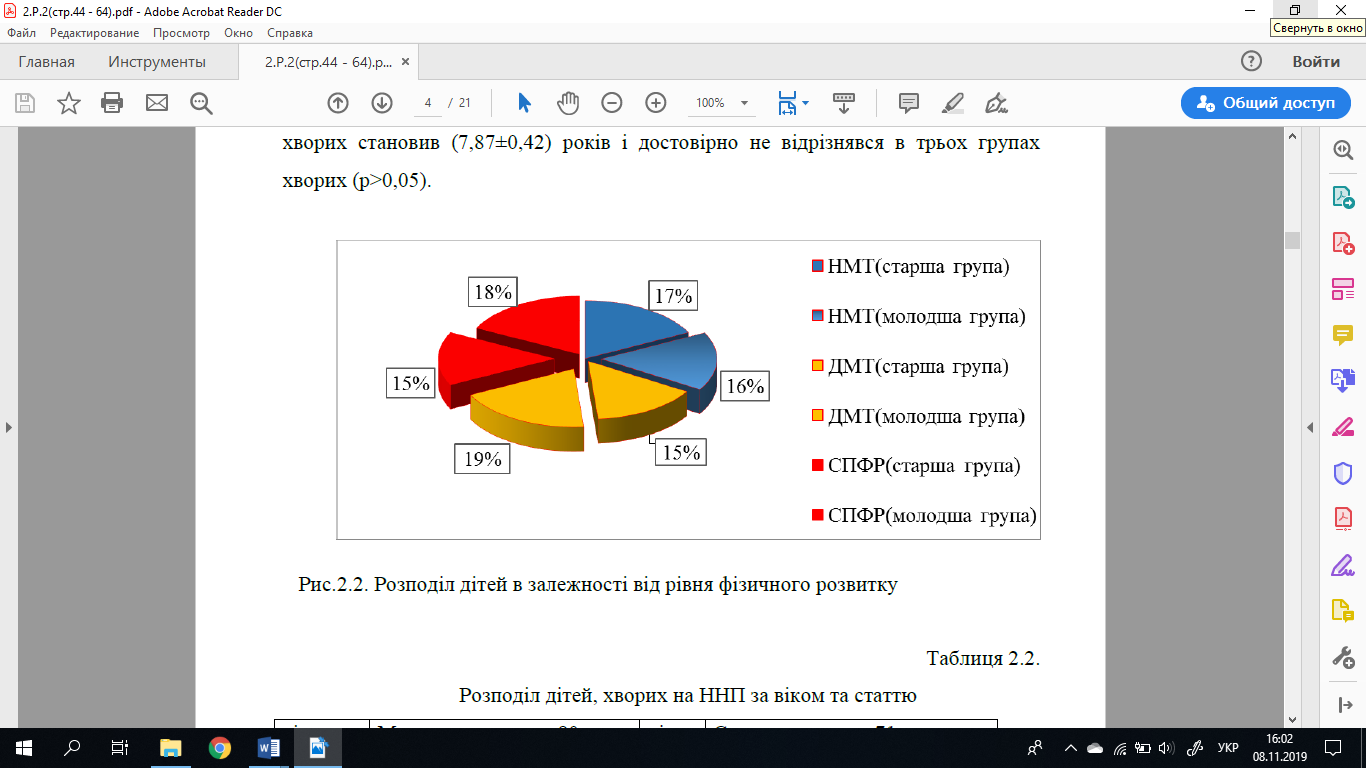 2.Р.2(стр.44 - 64).pdf - Adobe Acrobat Reader DC
Свернуть в окно
Файл Редактирование Просмотр Окно Справка
Главная Инструменты 2.Р.2(стр.44 - 64).p... × Войти
4 / 21 100% Общий доступ
хворих становив (7,87±0,42) років і достовірно не відрізнявся в трьох групах
хворих (р>0,05).
18%
17%
15%
16%
19%
15%
НМТ(старша група)
НМТ(молодша група)
ДМТ(старша група)
ДМТ(молодша група)
СПФР(старша група)
СПФР(молодша група)
Рис.2.2. Розподіл дітей в залежності від рівня фізичного розвитку
Таблиця 2.2.
Розподіл дітей, хворих на ННП за віком та статтю
УКР
16:02
08.11.2019